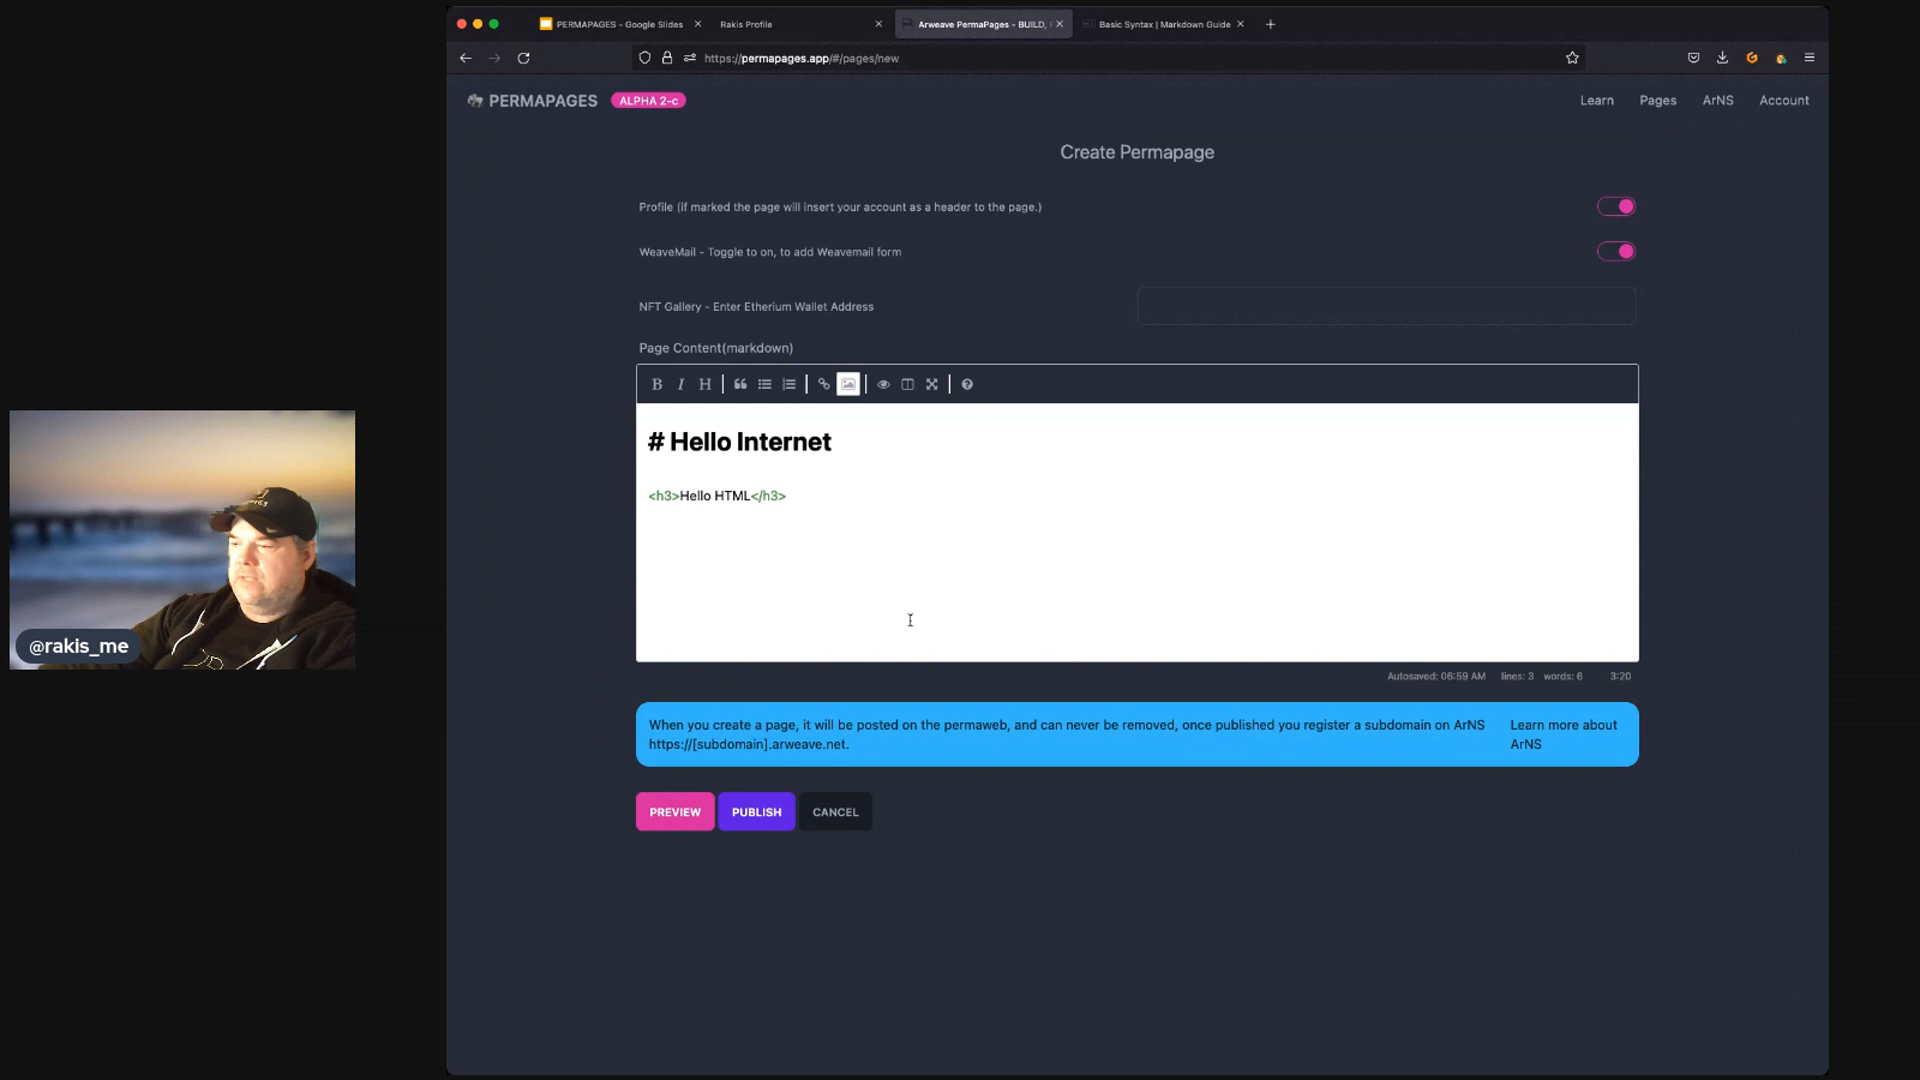 PERMAPAGES - Google Slides
Rakis Profile
Arweave PermaPages - BUILD,
Basic Syntax | Markdown Guide
https://permapages.app/#/pages/new
PERMAPAGES ALPHA 2-c
Learn Pages ArNS Account
Create Permapage
Profile (if marked the page will insert your account as a header to the page.)
WeaveMail - Toggle to on, to add Weavemail form
NFT Gallery - Enter Etherium Wallet Address
Page Content(markdown)
B I H
# Hello Internet
<h3>Hello HTML</h3>
@rakis_me
Autosaved: 06:59 AM lines: 3 words: 6 3:20
When you create a page, it will be posted on the permaweb, and can never be removed, once published you register a subdomain on ArNS
https://[subdomain].arweave.net.
Learn more about
ArNS
PREVIEW PUBLISH CANCEL